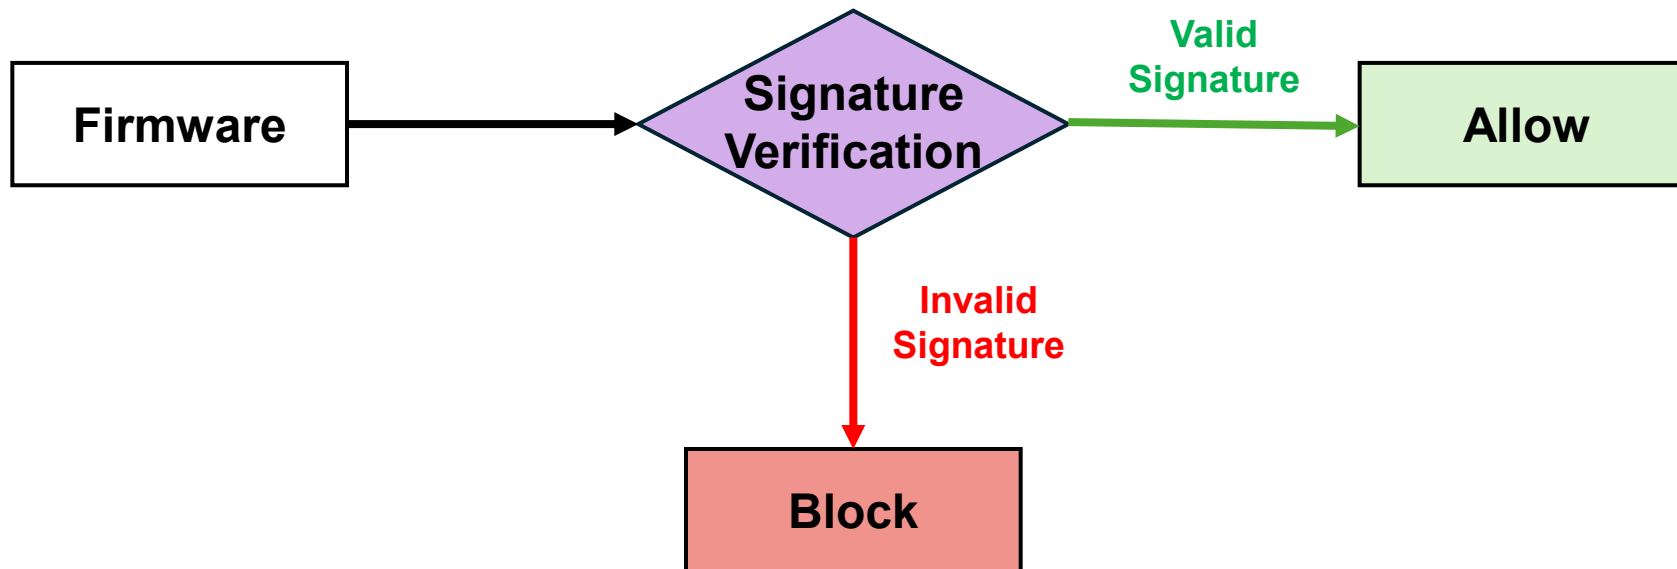 Firmware
Signature
Verification
Valid
Signature
Allow
Invalid
Signature
Block